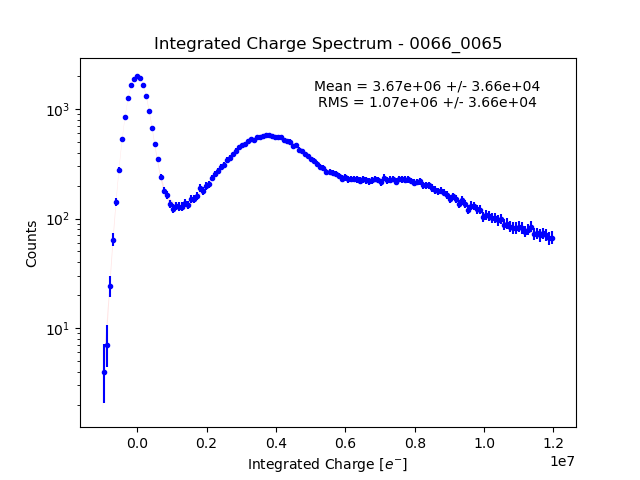 Integrated Charge Spectrum - 0066_0065
Mean = 3.67e+06 +/- 3.66e+04
RMS = 1.07e+06 +/- 3.66e+04
Counts
10³
10²
10¹
0.0 0.2 0.4 0.6 0.8 1.0 1.2
1e7
Integrated Charge [e⁻]